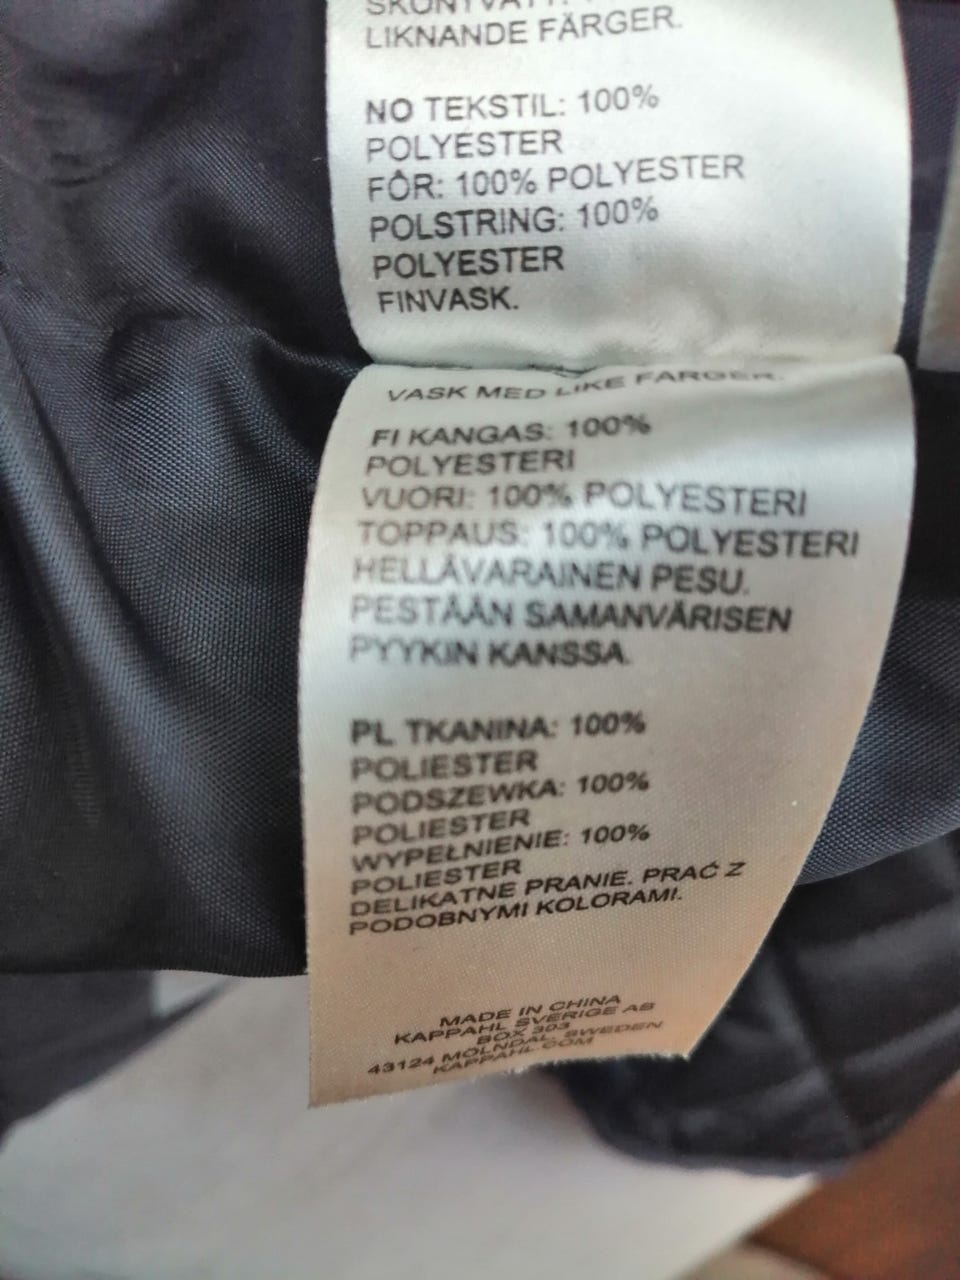 SKONTVÄTT.
LIKNANDE FÄRGER.
NO TEKSTIL: 100%
POLYESTER
FÔR: 100% POLYESTER
POLSTRING: 100%
POLYESTER
FINVASK.
VASK MED LIKE FARGER.
FI KANGAS: 100%
POLYESTERI
VUORI: 100% POLYESTERI
TOPPAUS: 100% POLYESTERI
HELLÄVARAINEN PESU.
PESTÄÄN SAMANVÄRISEN
PYYKIN KANSSA.
PL TKANINA: 100%
POLIESTER
PODSZEWKA: 100%
POLIESTER
WYPEŁNIENIE: 100%
POLIESTER
DELIKATNE PRANIE. PRAĆ Z
PODOBNYMI KOLORAMI.
MADE IN CHINA
KAPPAHL SVERIGE AB
BOX 303
43124 MOLNDAL, SWEDEN
KAPPAHL.COM